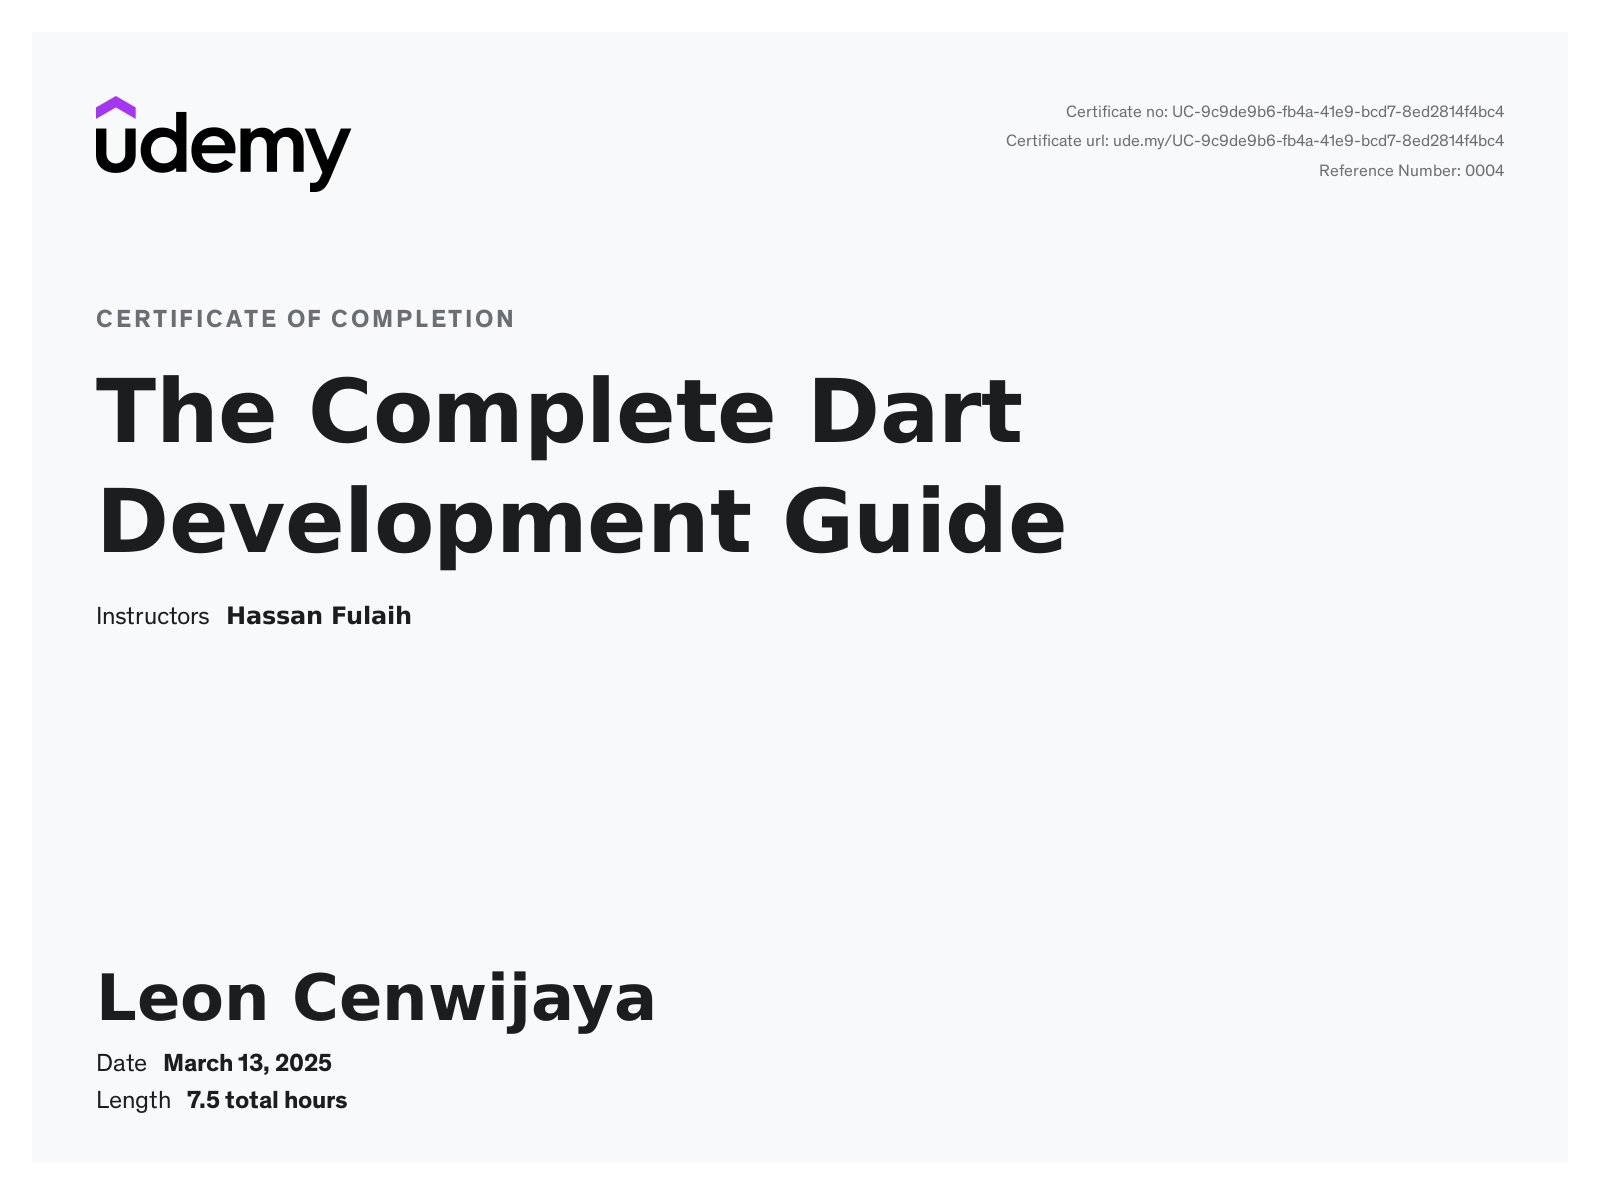 udemy
Certificate no: UC-9c9de9b6-fb4a-41e9-bcd7-8ed2814f4bc4
Certificate url: ude.my/UC-9c9de9b6-fb4a-41e9-bcd7-8ed2814f4bc4
Reference Number: 0004
CERTIFICATE OF COMPLETION
The Complete Dart
Development Guide
Instructors Hassan Fulaih
Leon Cenwijaya
Date March 13, 2025
Length 7.5 total hours